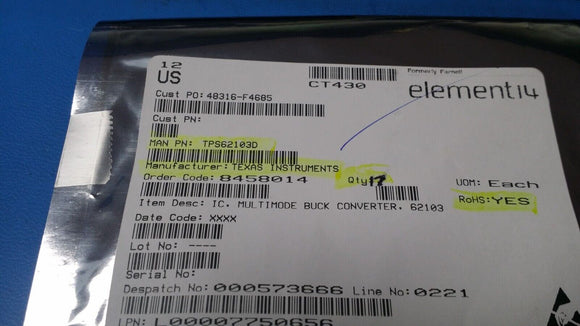 12
US
CT430
Formerly Farnell
element14
Cust PO: 48316-F4685
Cust PN:
MAN PN: TPS62103D
Manufacturer: TEXAS INSTRUMENTS
Order Code: 8458014
Qty: 17
UOM: Each
Item Desc: IC, MULTIMODE BUCK CONVERTER, 62103
RoHS: YES
Date Code: XXXX
Lot No: ----
Serial No:
Despatch No: 000573666 Line No: 0221
LPN: L00007750656